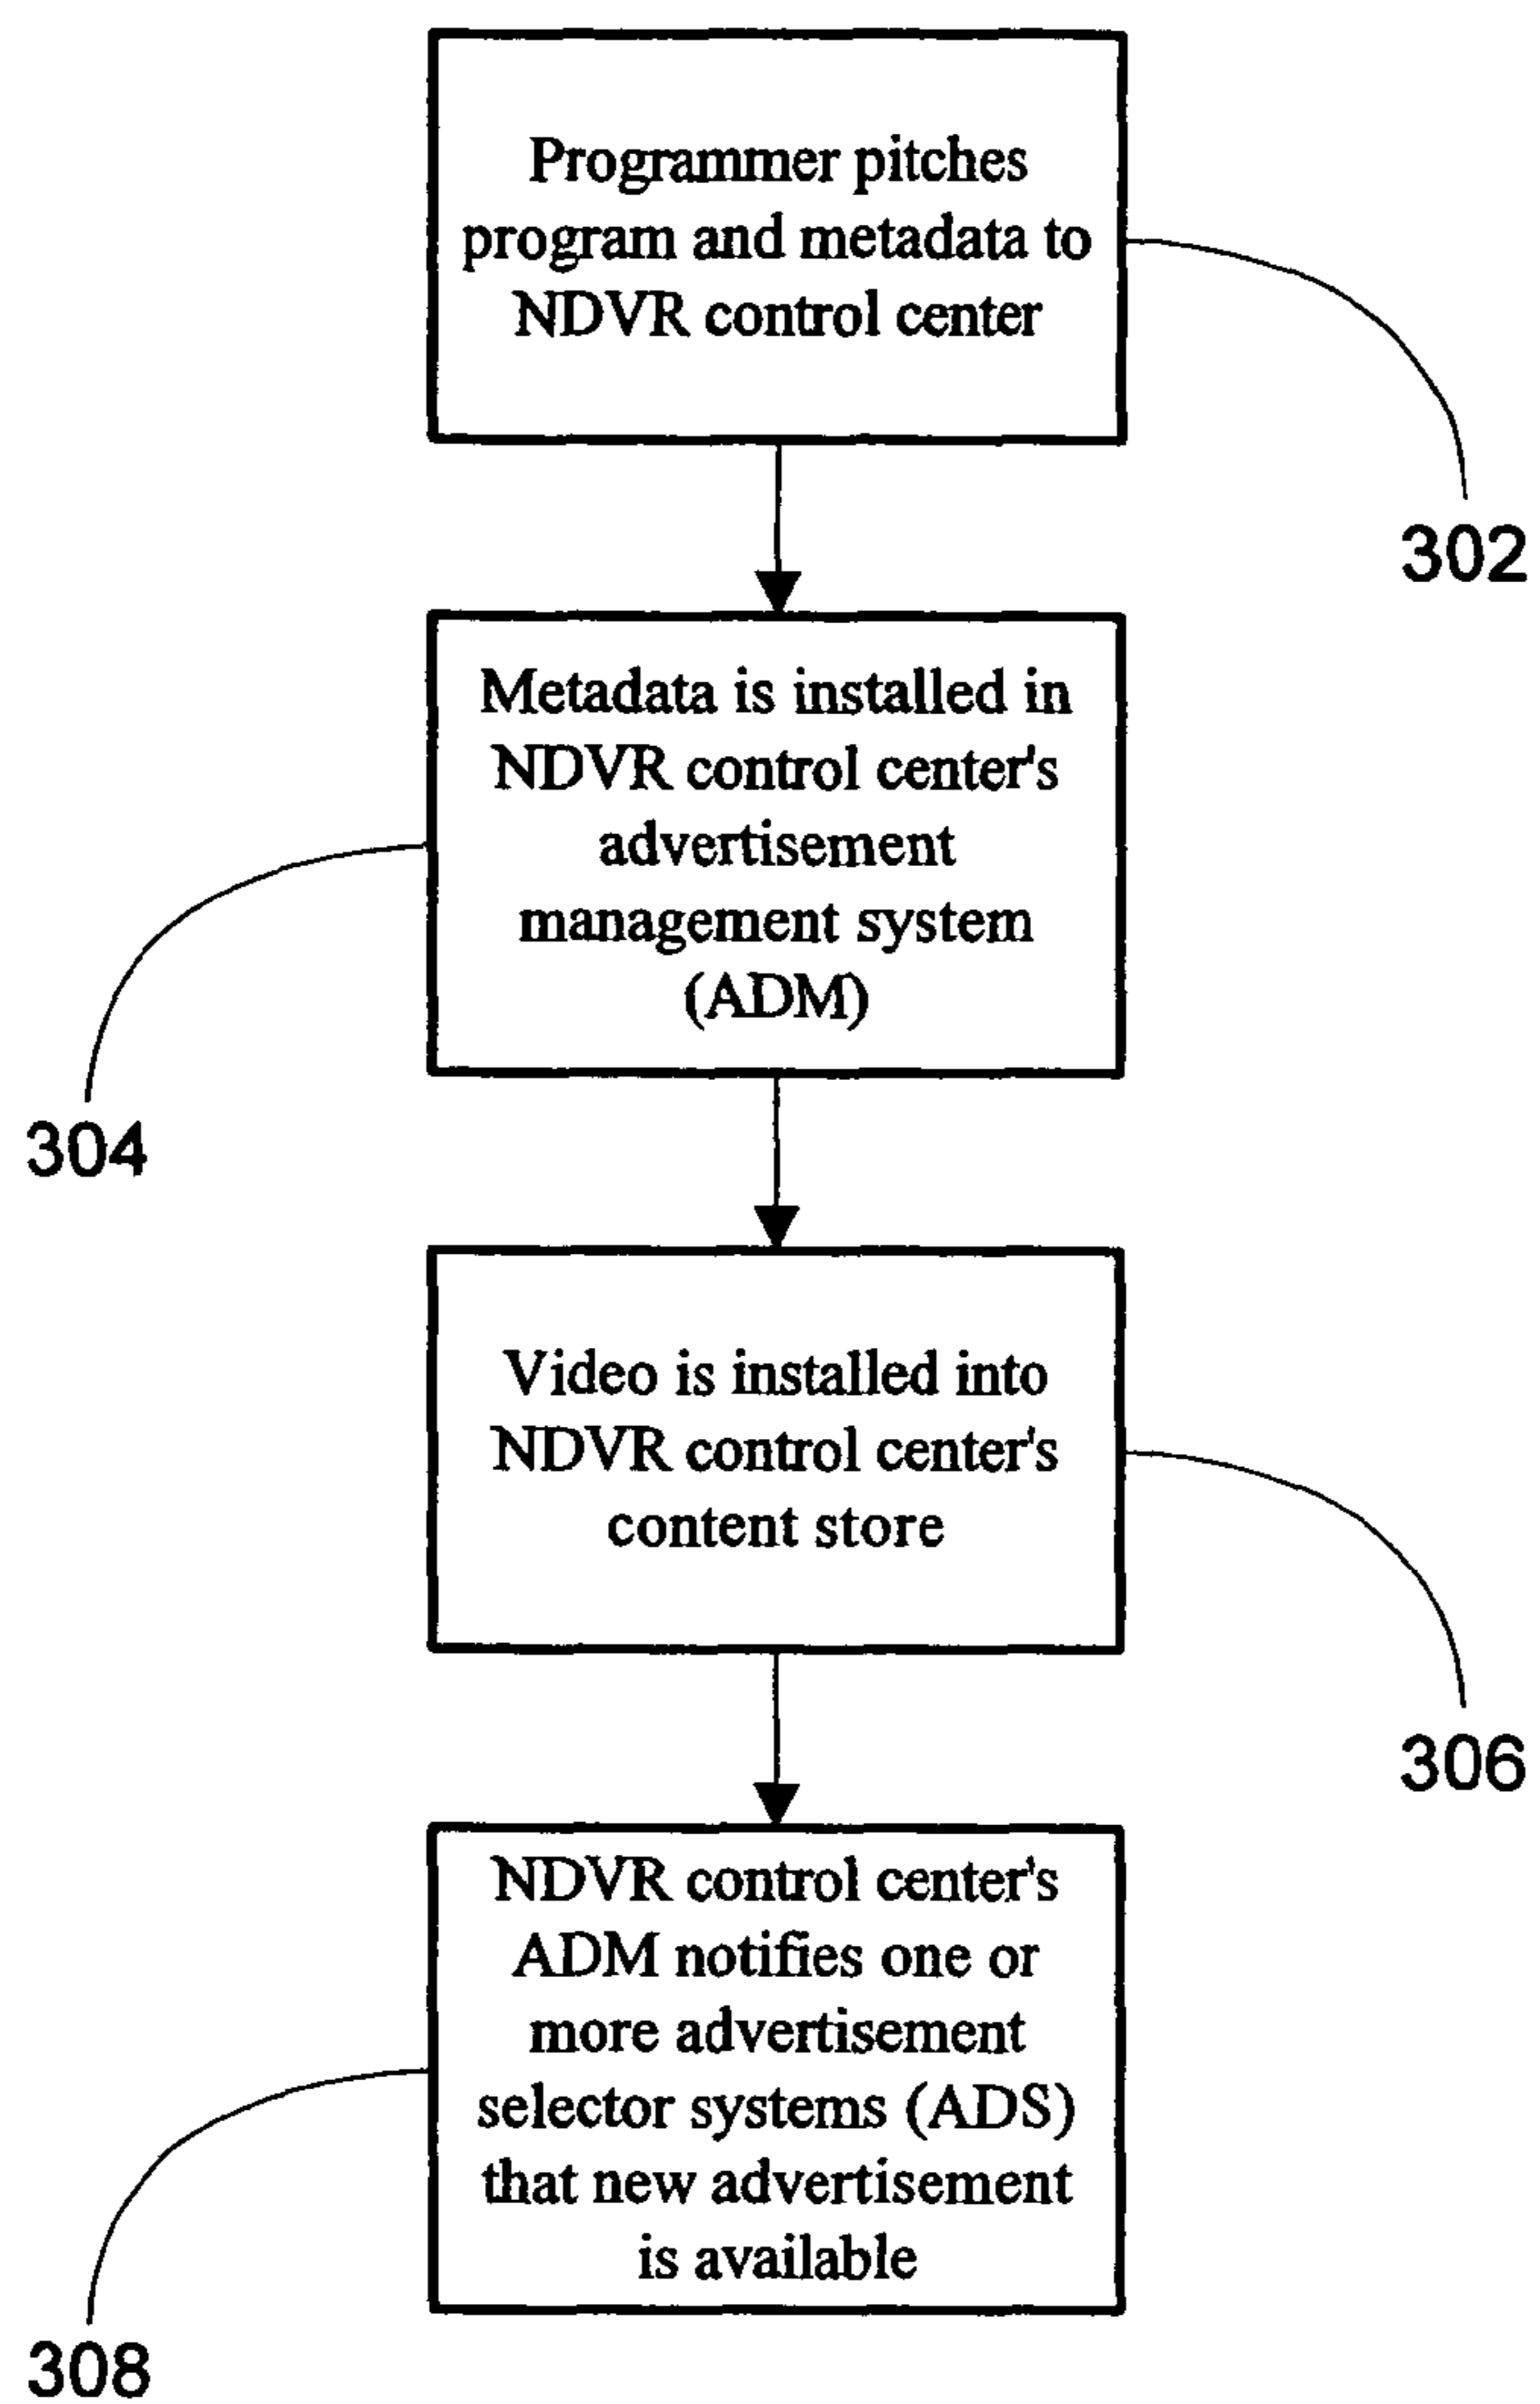 Programmer pitches
program and metadata to
NDVR control center
302
Metadata is installed in
NDVR control center's
advertisement
management system
(ADM)
304
Video is installed into
NDVR control center's
content store
306
NDVR control center's
ADM notifies one or
more advertisement
selector systems (ADS)
that new advertisement
is available
308